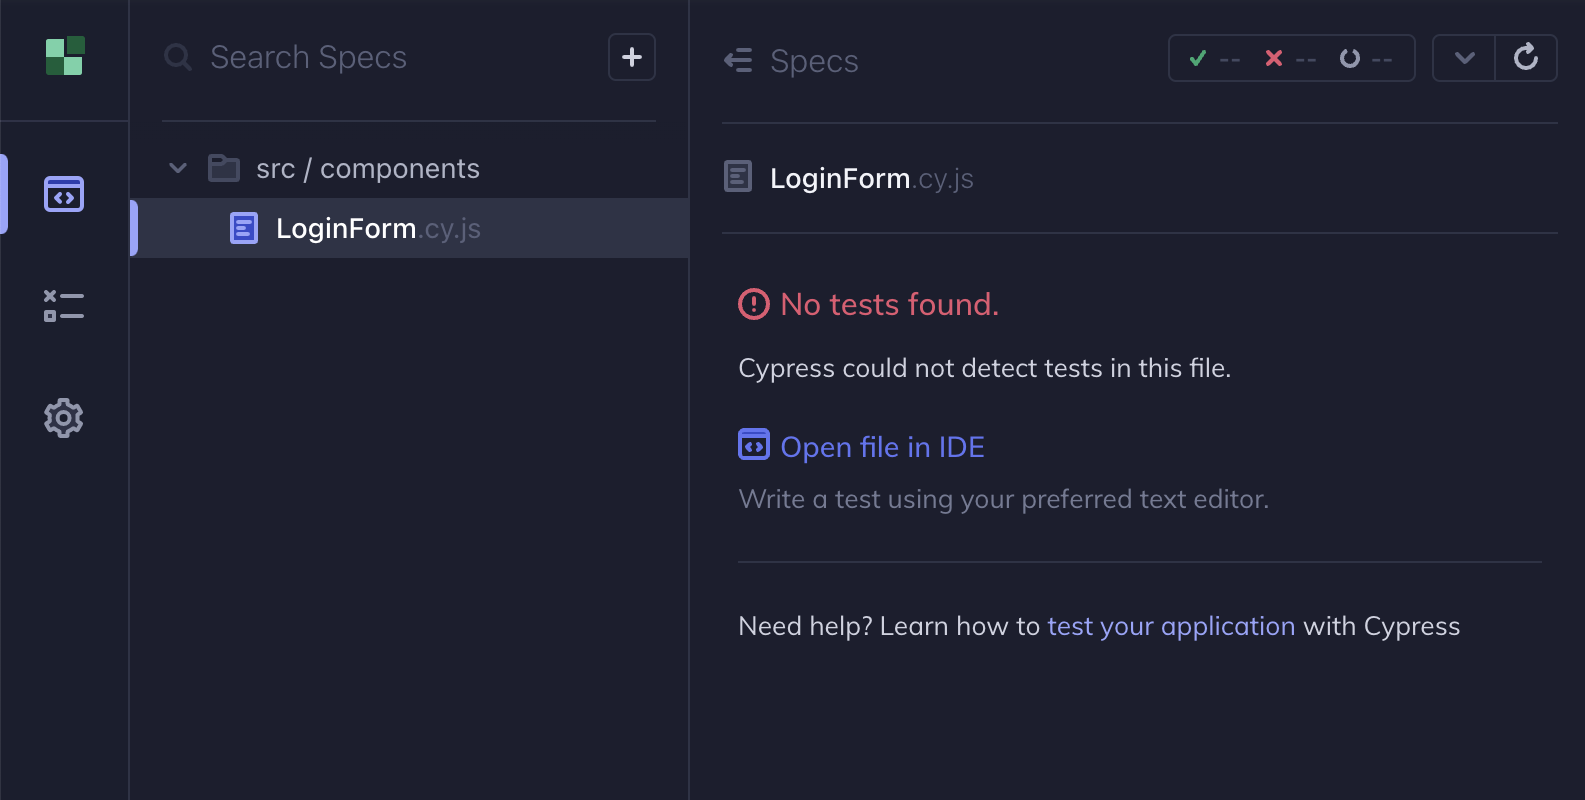 Search Specs
src / components
LoginForm.cy.js
Specs
-- -- --
LoginForm.cy.js
No tests found.
Cypress could not detect tests in this file.
Open file in IDE
Write a test using your preferred text editor.
Need help? Learn how to test your application with Cypress